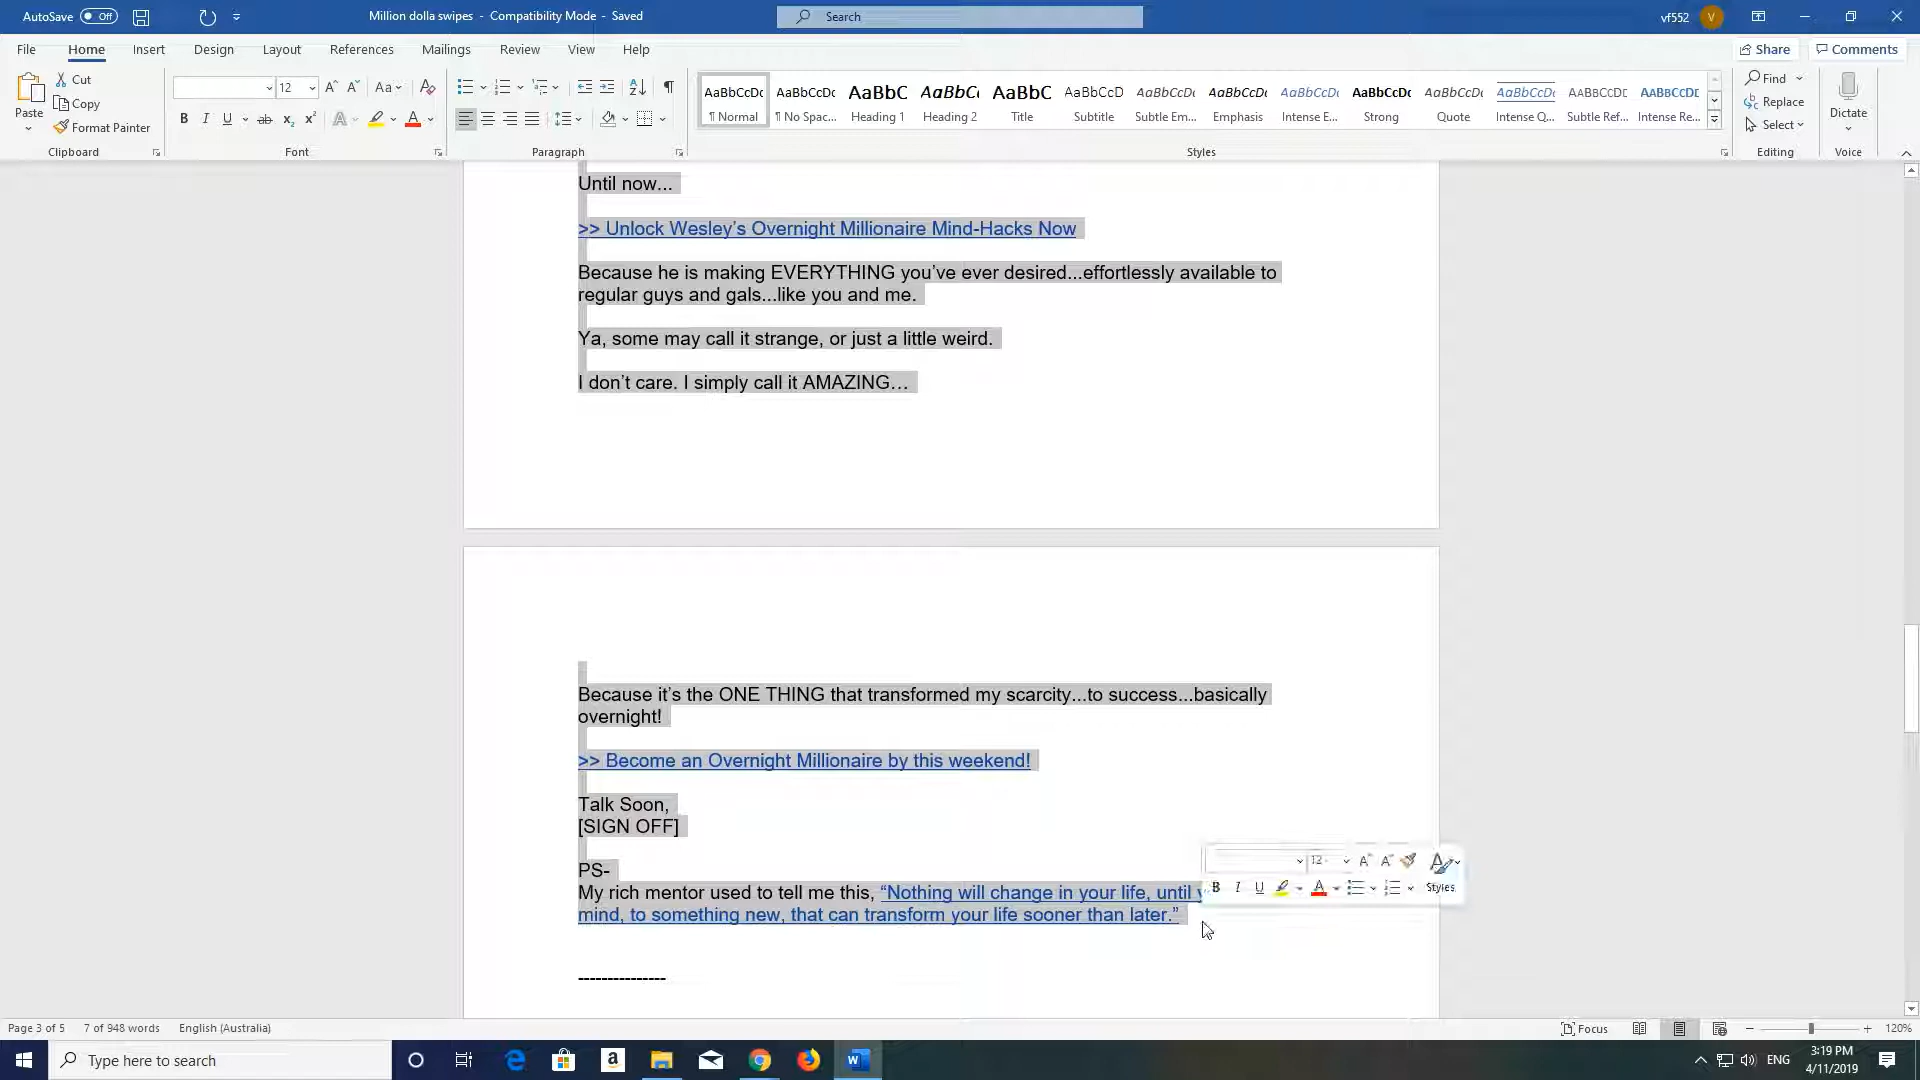 AutoSave Off Million dolla swipes - Compatibility Mode - Saved Search vf552 V
File Home Insert Design Layout References Mailings Review View Help Share Comments
Paste Cut Copy Format Painter
12 Aa
B I U ab x₂ x² A A
AaBbCcDc AaBbCcDc AaBbC AaBbC AaBbC AaBbCcD AaBbCcDc AaBbCcDc AaBbCcDc AaBbCcDc AaBbCcDc AaBbCcDc AaBbCcDc AaBbCcDc
¶ Normal ¶ No Spac... Heading 1 Heading 2 Title Subtitle Subtle Em... Emphasis Intense E... Strong Quote Intense Q... Subtle Ref... Intense Re...
Find
Replace
Select
Dictate
Clipboard Font Paragraph Styles Editing Voice
Until now...
>> Unlock Wesley’s Overnight Millionaire Mind-Hacks Now
Because he is making EVERYTHING you’ve ever desired...effortlessly available to
regular guys and gals...like you and me.
Ya, some may call it strange, or just a little weird.
I don’t care. I simply call it AMAZING…
Because it’s the ONE THING that transformed my scarcity...to success...basically
overnight!
>> Become an Overnight Millionaire by this weekend!
Talk Soon,
[SIGN OFF]
PS-
My rich mentor used to tell me this, “Nothing will change in your life, until
mind, to something new, that can transform your life sooner than later.”
12
B I U A Styles
---------------
Page 3 of 5 7 of 948 words English (Australia) Focus 120%
Type here to search
ENG
3:19 PM
4/11/2019